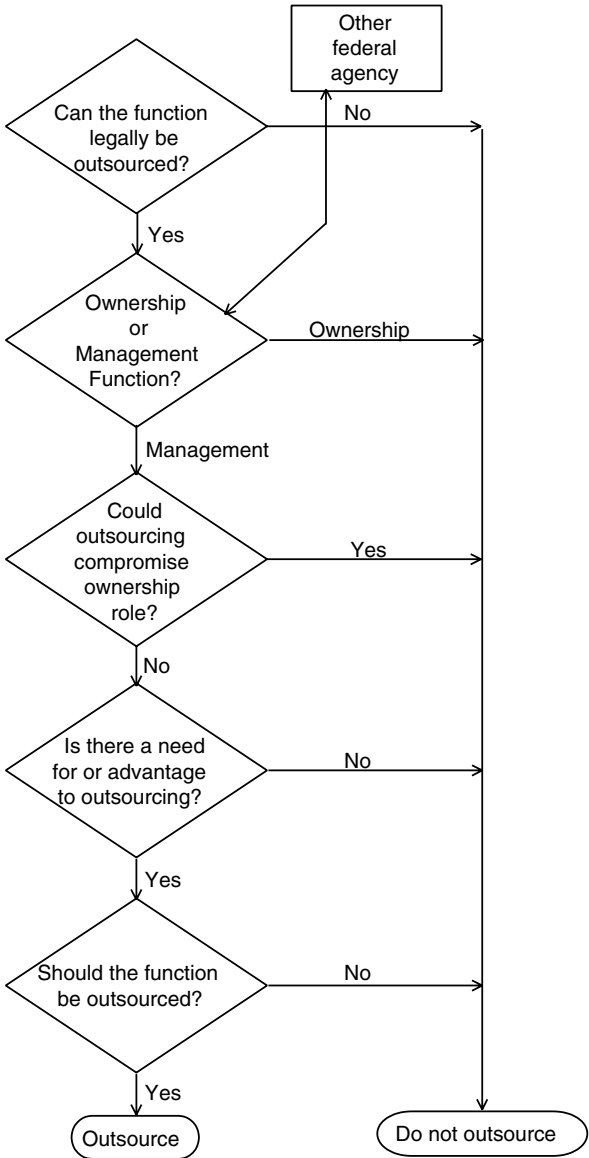 Other
federal
agency
Can the function
legally be
outsourced?
No
Yes
Ownership
or
Management
Function?
Ownership
Management
Could
outsourcing
compromise
ownership
role?
Yes
No
Is there a need
for or advantage
to outsourcing?
No
Yes
Should the function
be outsourced?
No
Yes
Outsource
Do not outsource